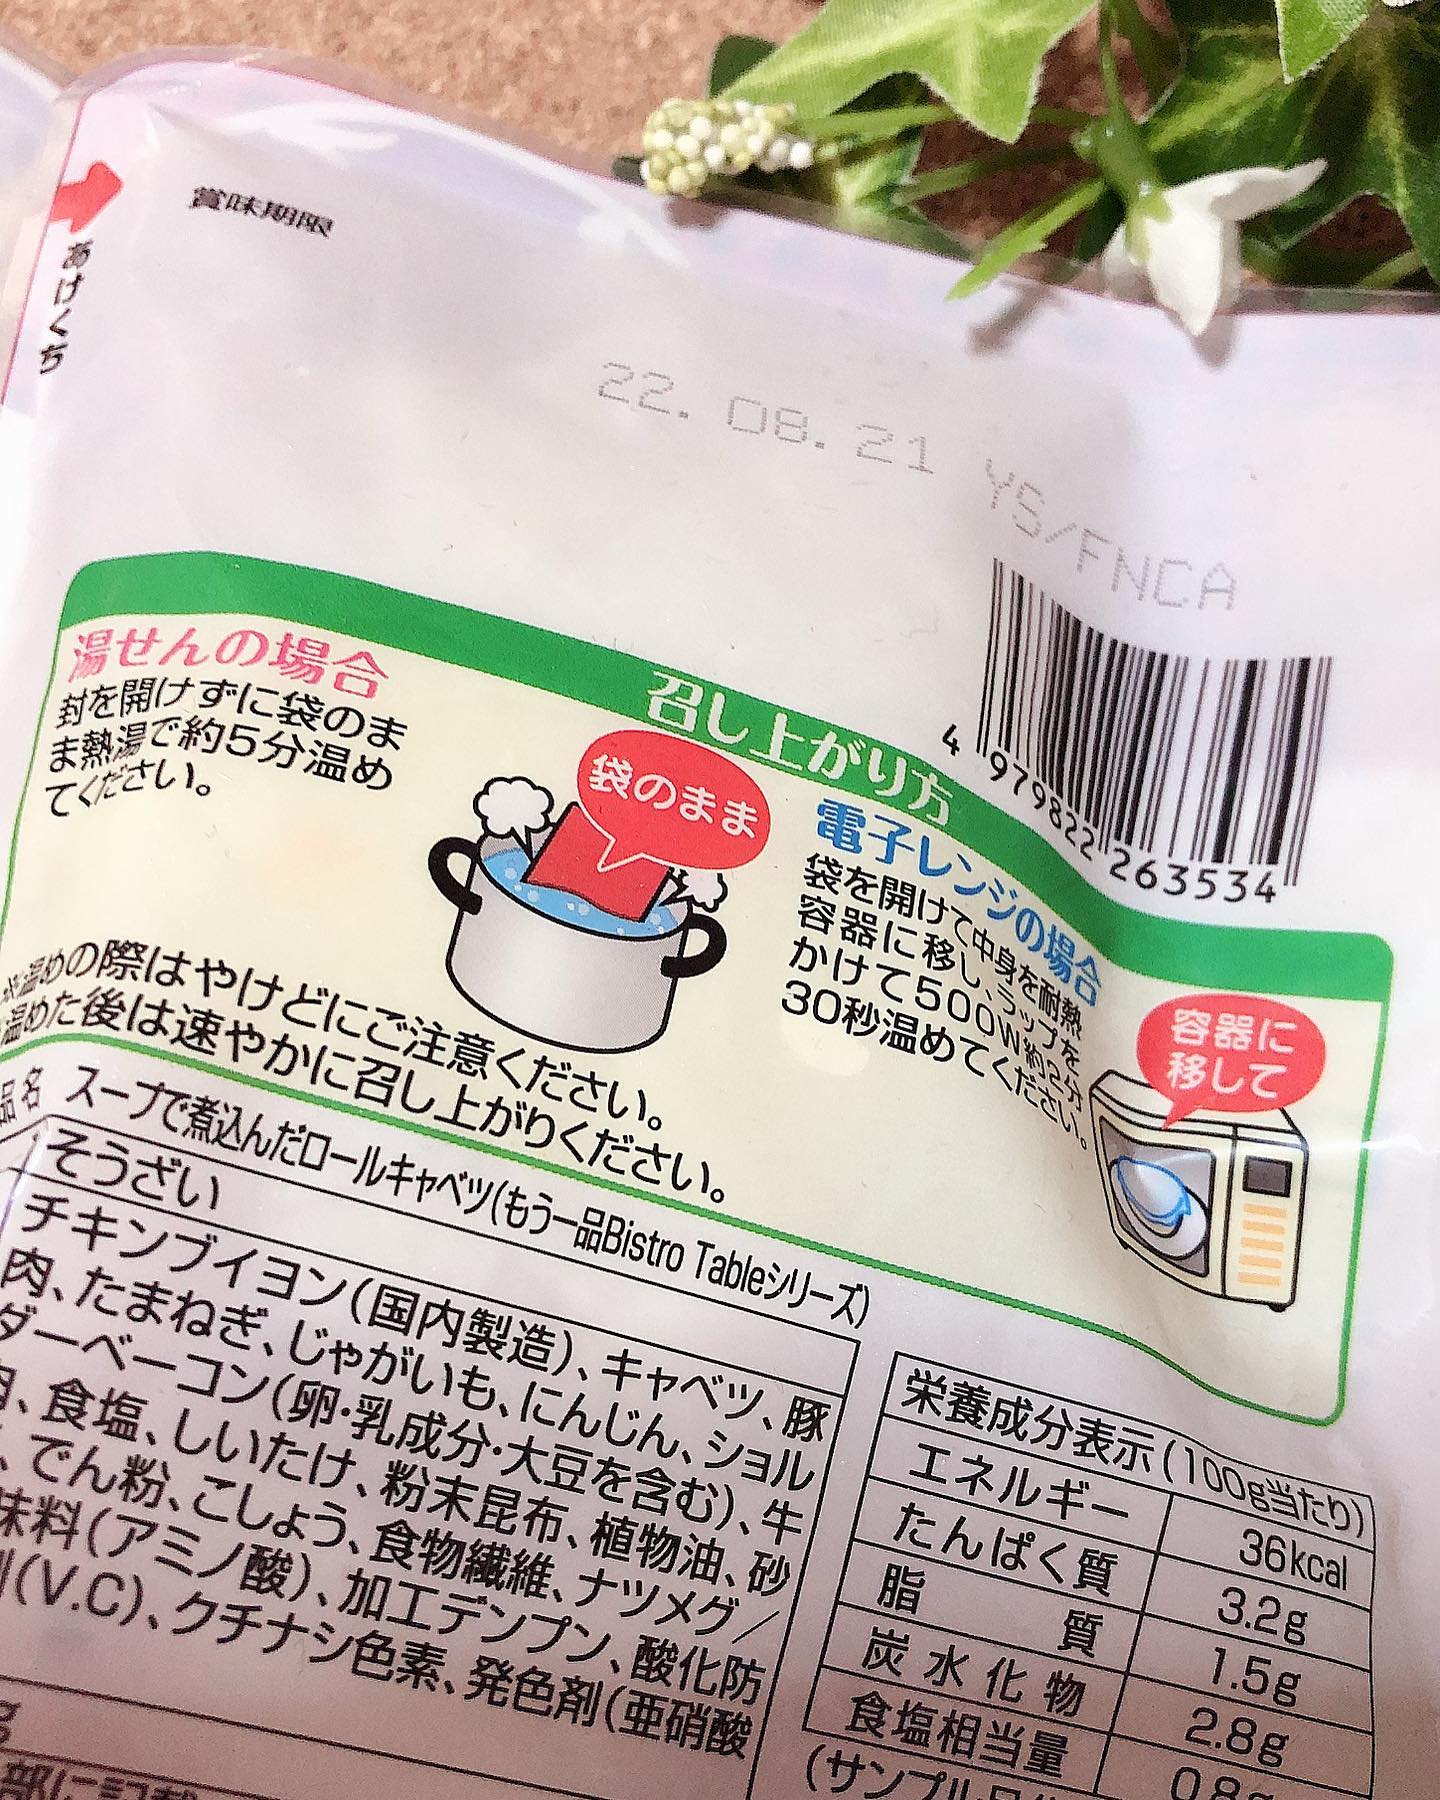 賞味期限
あけくち
22. 08. 21 YS/FNCA
4 979822 263534
召し上がり方
湯せんの場合
封を開けずに袋のま
ま熱湯で約5分温め
てください。
袋のまま
電子レンジの場合
袋を開けて中身を耐熱
容器に移し、ラップを
かけて500W約2分
30秒温めてください。
容器に
移して
※温めの際はやけどにご注意ください。
温めた後は速やかに召し上がりください。
品名 スープで煮込んだロールキャベツ(もう一品Bistro Tableシリーズ)
そうざい
チキンブイヨン(国内製造)、キャベツ、豚
肉、たまねぎ、じゃがいも、にんじん、ショル
ダーベーコン(卵・乳成分・大豆を含む)、牛
、食塩、しいたけ、粉末昆布、植物油、砂
、でん粉、こしょう、食物繊維、ナツメグ/
味料(アミノ酸)、加工デンプン、酸化防
剤(V.C)、クチナシ色素、発色剤(亜硝酸
g
部に記載
栄養成分表示(100g当たり)
エネルギー 36kcal
たんぱく質 3.2g
脂質 1.5g
炭水化物 2.8g
食塩相当量 0.8g
(サンプル品